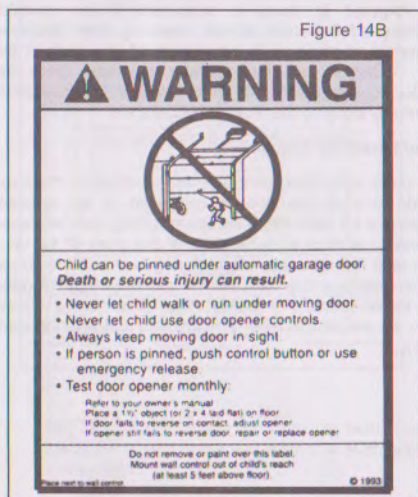 Figure 14B
WARNING
Child can be pinned under automatic garage door.
Death or serious injury can result.
• Never let child walk or run under moving door.
• Never let child use door opener controls.
• Always keep moving door in sight.
• If person is pinned, push control button or use
emergency release.
• Test door opener monthly:
Refer to your owner's manual
Place a 1½" object (or 2 x 4 laid flat) on floor
If door fails to reverse on contact, adjust opener
If opener still fails to reverse door, repair or replace opener
Do not remove or paint over this label.
Mount wall control out of child's reach
(at least 5 feet above floor).
Place next to wall control
© 1993